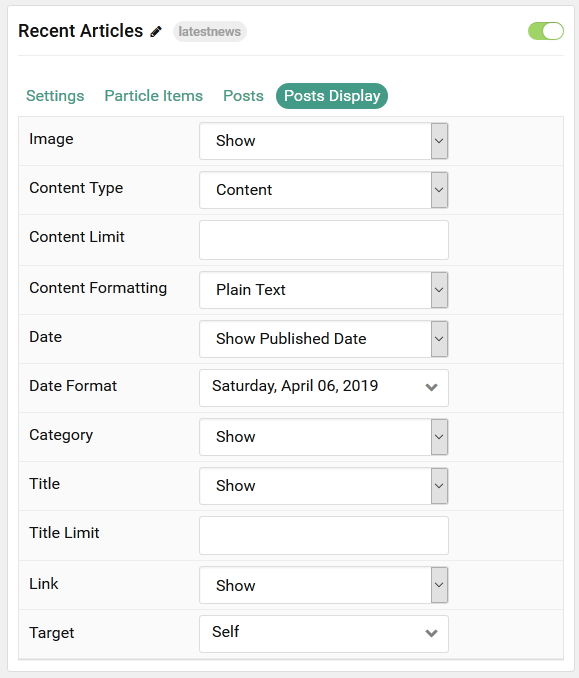 Recent Articles latestnews
Settings Particle Items Posts Posts Display
Image Show
Content Type Content
Content Limit
Content Formatting Plain Text
Date Show Published Date
Date Format Saturday, April 06, 2019
Category Show
Title Show
Title Limit
Link Show
Target Self